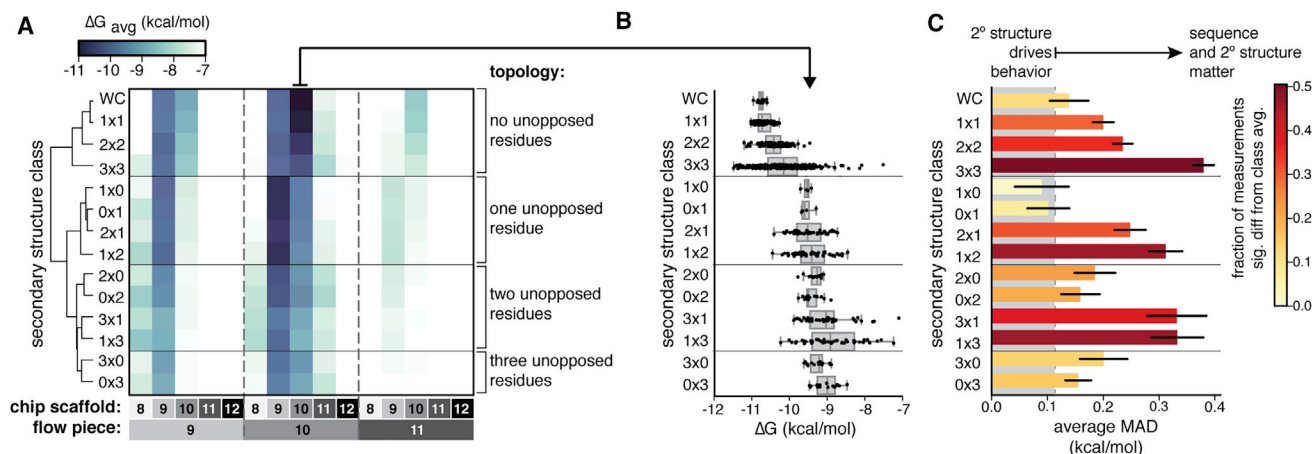 A
ΔG avg (kcal/mol)
-11 -10 -9 -8 -7
topology:
secondary structure class
WC
1x1
2x2
3x3
1x0
0x1
2x1
1x2
2x0
0x2
3x1
1x3
3x0
0x3
no unopposed
residues
one unopposed
residue
two unopposed
residues
three unopposed
residues
chip scaffold: 8 9 10 11 12 8 9 10 11 12 8 9 10 11 12
flow piece: 9 10 11
B
secondary structure class
WC
1x1
2x2
3x3
1x0
0x1
2x1
1x2
2x0
0x2
3x1
1x3
3x0
0x3
-12 -11 -10 -9 -8 -7
ΔG (kcal/mol)
C
2º structure
drives
behavior
sequence
and 2º structure
matter
secondary structure class
WC
1x1
2x2
3x3
1x0
0x1
2x1
1x2
2x0
0x2
3x1
1x3
3x0
0x3
0.0 0.1 0.2 0.3 0.4
average MAD
(kcal/mol)
fraction of measurements
sig. diff from class avg.
0.5
0.4
0.3
0.2
0.1
0.0